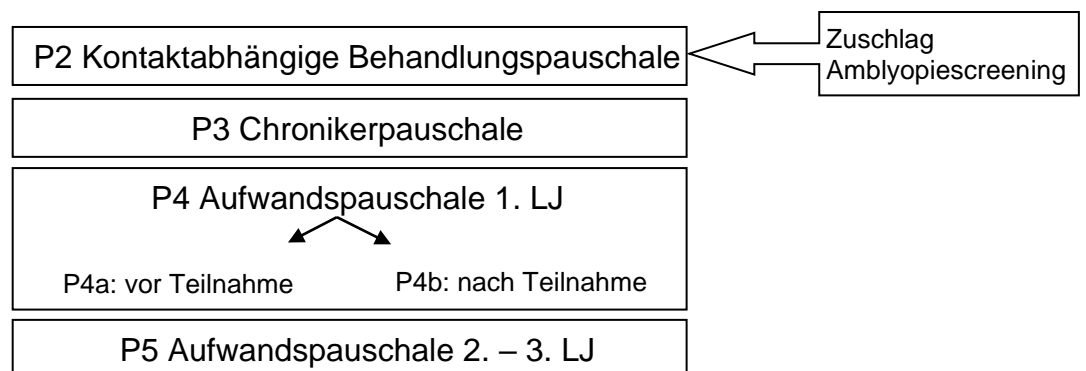 P2 Kontaktabhängige Behandlungspauschale
Zuschlag
Amblyopiescreening
P3 Chronikerpauschale
P4 Aufwandspauschale 1. LJ
P4a: vor Teilnahme
P4b: nach Teilnahme
P5 Aufwandspauschale 2. – 3. LJ